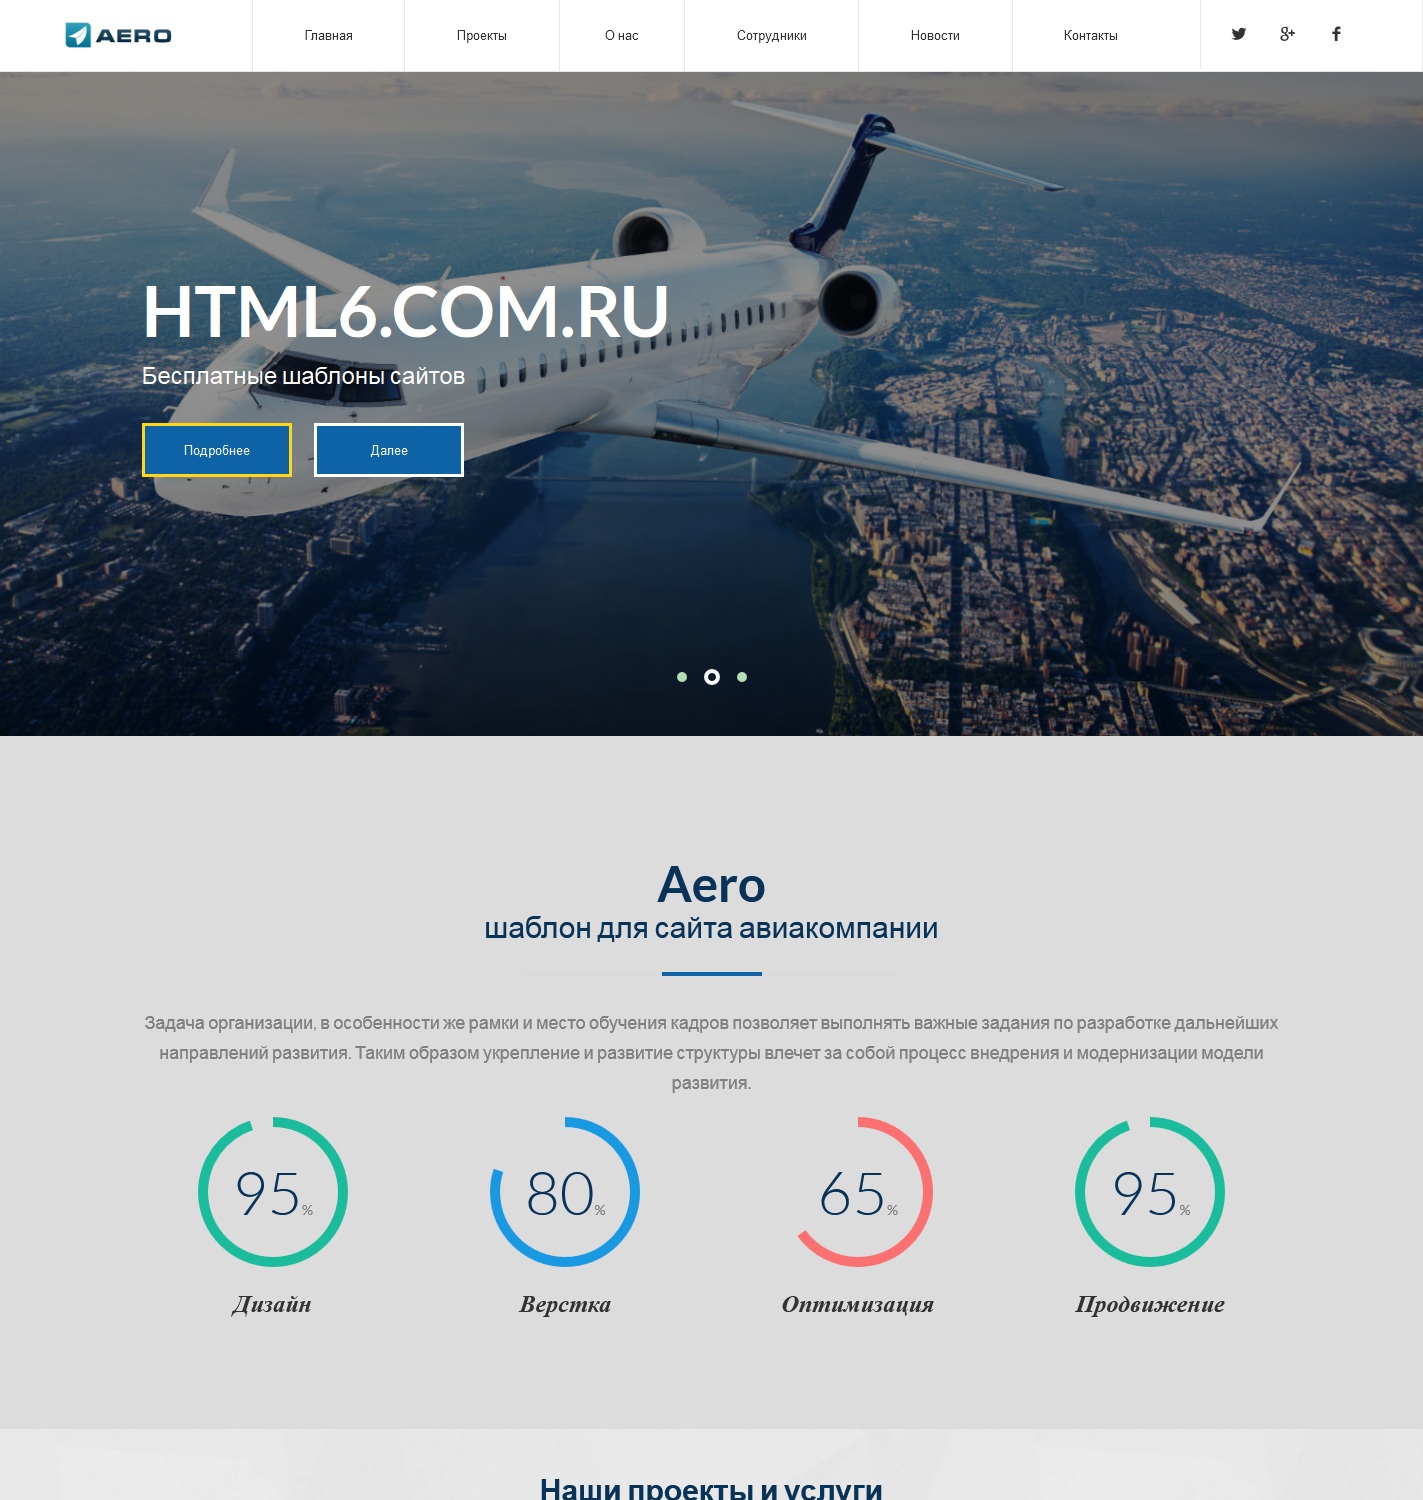 AERO
Главная
Проекты
О нас
Сотрудники
Новости
Контакты
HTML6.COM.RU
Бесплатные шаблоны сайтов
Подробнее
Далее
Aero
шаблон для сайта авиакомпании
Задача организации, в особенности же рамки и место обучения кадров позволяет выполнять важные задания по разработке дальнейших
направлений развития. Таким образом укрепление и развитие структуры влечет за собой процесс внедрения и модернизации модели
развития.
95%
80%
65%
95%
Дизайн
Верстка
Оптимизация
Продвижение
Наши проекты и услуги